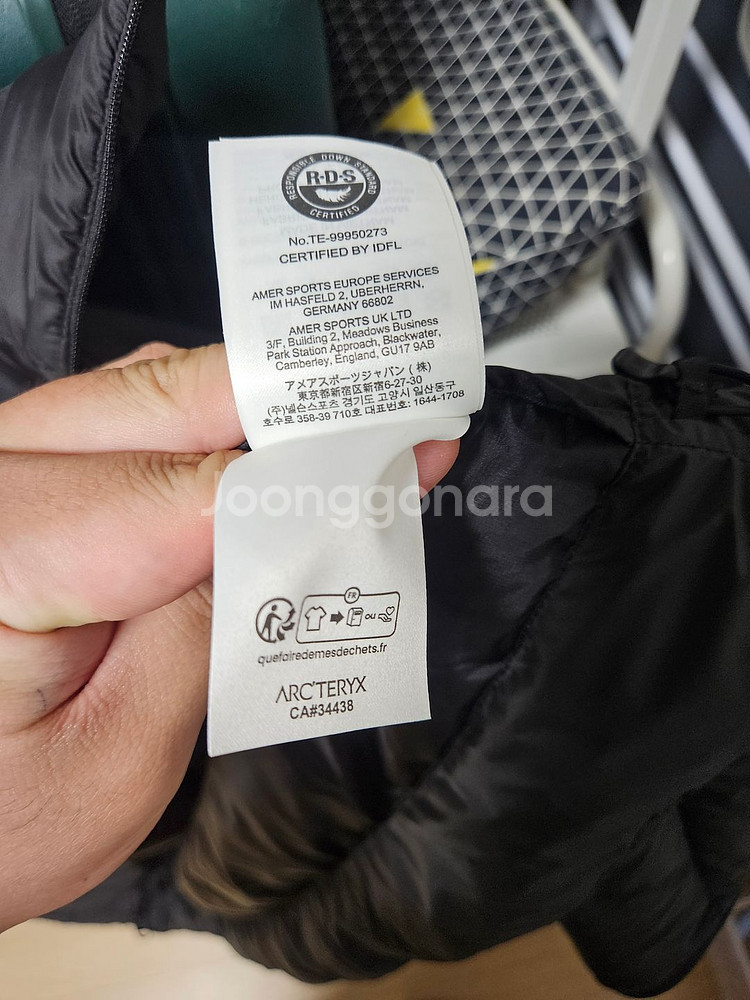 RESPONSIBLE DOWN STANDARD
R·D·S
CERTIFIED
No.TE-99950273
CERTIFIED BY IDFL
AMER SPORTS EUROPE SERVICES
IM HASFELD 2, UBERHERRN,
GERMANY 66802
AMER SPORTS UK LTD
3/F, Building 2, Meadows Business
Park Station Approach, Blackwater
Camberley, England, GU17 9AB
アメアスポーツジャパン ( 株)
東京都新宿区新宿6-27-30
(주)넬슨스포츠 경기도 고양시 일산동구
호수로 358-39 710호 대표번호: 1644-1708
Joonggonara
FR
OU
quefairedemesdechets.fr
ARC'TERYX
CA#34438